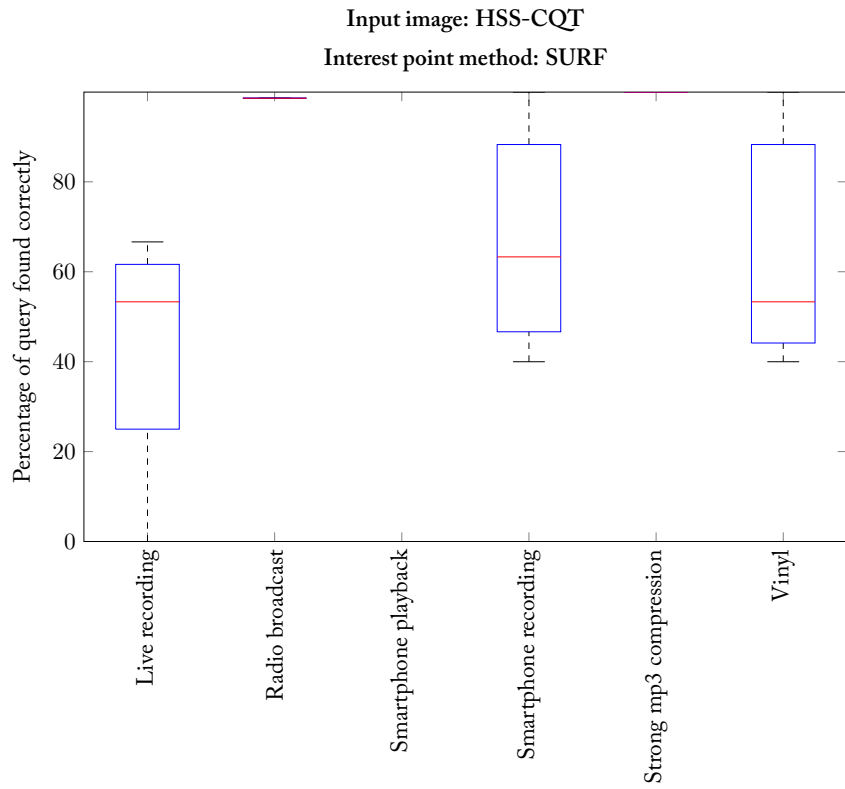 Input image: HSS-CQT
Interest point method: SURF
Percentage of query found correctly
80
60
40
20
0
Live recording
Radio broadcast
Smartphone playback
Smartphone recording
Strong mp3 compression
Vinyl